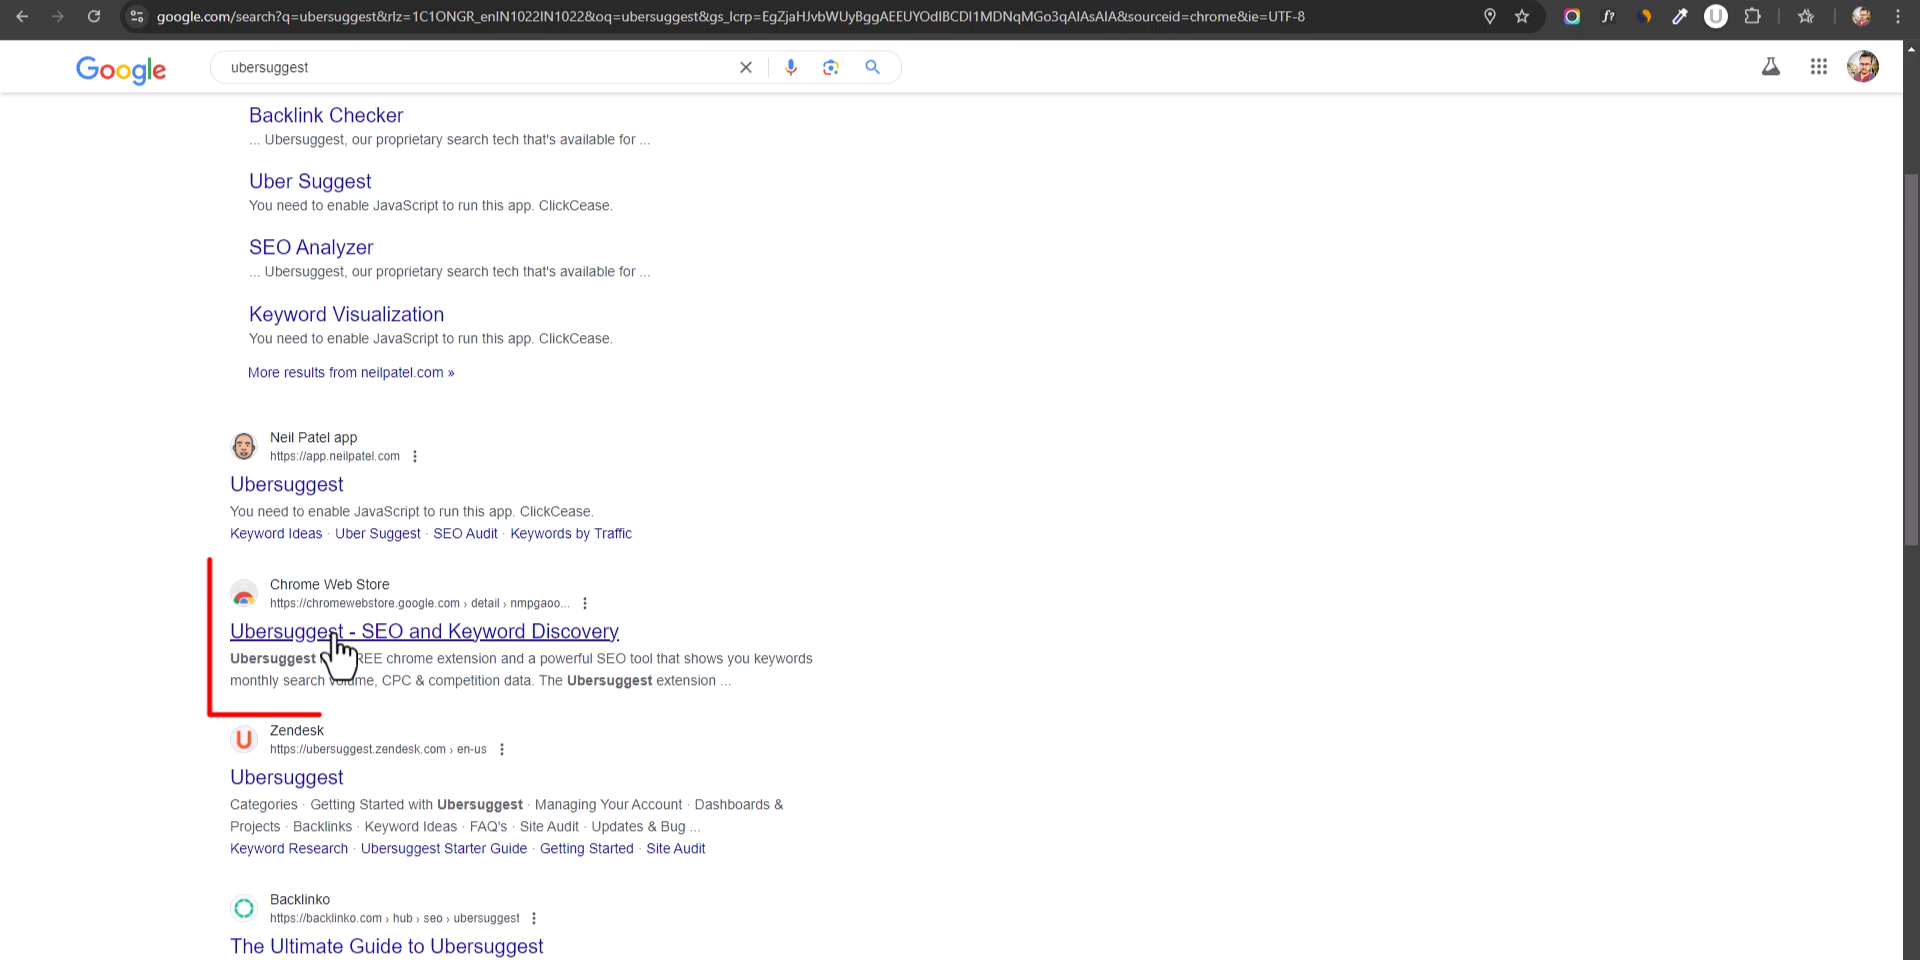 google.com/search?q=ubersuggest&rlz=1C1ONGR_enIN1022IN1022&oq=ubersuggest&gs_lcrp=EgZjaHJvbWUyBggAEEUYOdIBCDI1MDNqMGo3qAIAsAIA&sourceid=chrome&ie=UTF-8
f?
U
Google
ubersuggest
Backlink Checker
... Ubersuggest, our proprietary search tech that's available for ...
Uber Suggest
You need to enable JavaScript to run this app. ClickCease.
SEO Analyzer
... Ubersuggest, our proprietary search tech that's available for ...
Keyword Visualization
You need to enable JavaScript to run this app. ClickCease.
More results from neilpatel.com »
Neil Patel app
https://app.neilpatel.com
Ubersuggest
You need to enable JavaScript to run this app. ClickCease.
Keyword Ideas · Uber Suggest · SEO Audit · Keywords by Traffic
Chrome Web Store
https://chromewebstore.google.com › detail › nmpgaoo...
Ubersuggest - SEO and Keyword Discovery
Ubersuggest chrome extension and a powerful SEO tool that shows you keywords
monthly search volume, CPC & competition data. The Ubersuggest extension ...
U
Zendesk
https://ubersuggest.zendesk.com › en-us
Ubersuggest
Categories · Getting Started with Ubersuggest · Managing Your Account · Dashboards &
Projects · Backlinks · Keyword Ideas · FAQ's · Site Audit · Updates & Bug ...
Keyword Research · Ubersuggest Starter Guide · Getting Started · Site Audit
Backlinko
https://backlinko.com › hub › seo › ubersuggest
The Ultimate Guide to Ubersuggest